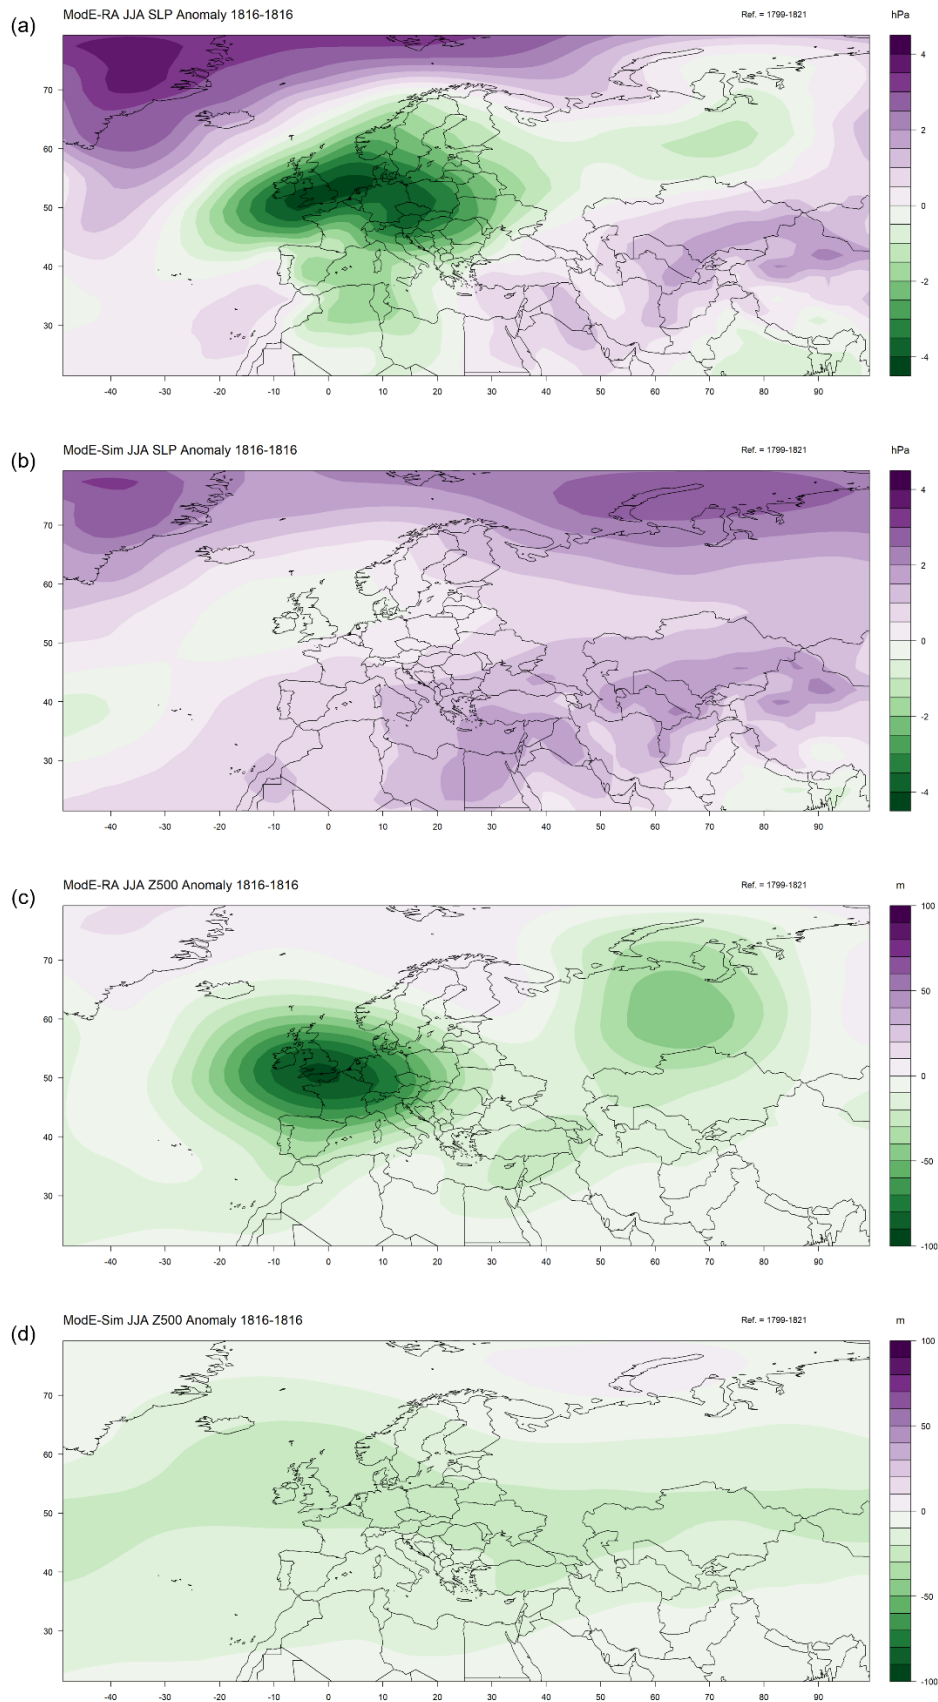 (a)
ModE-RA JJA SLP Anomaly 1816-1816
Ref. = 1799-1821
hPa
70
60
50
40
30
-40 -30 -20 -10 0 10 20 30 40 50 60 70 80 90
4
2
0
-2
-4
(b)
ModE-Sim JJA SLP Anomaly 1816-1816
Ref. = 1799-1821
hPa
70
60
50
40
30
-40 -30 -20 -10 0 10 20 30 40 50 60 70 80 90
4
2
0
-2
-4
(c)
ModE-RA JJA Z500 Anomaly 1816-1816
Ref. = 1799-1821
m
70
60
50
40
30
-40 -30 -20 -10 0 10 20 30 40 50 60 70 80 90
100
50
0
-50
-100
(d)
ModE-Sim JJA Z500 Anomaly 1816-1816
Ref. = 1799-1821
m
70
60
50
40
30
-40 -30 -20 -10 0 10 20 30 40 50 60 70 80 90
100
50
0
-50
-100